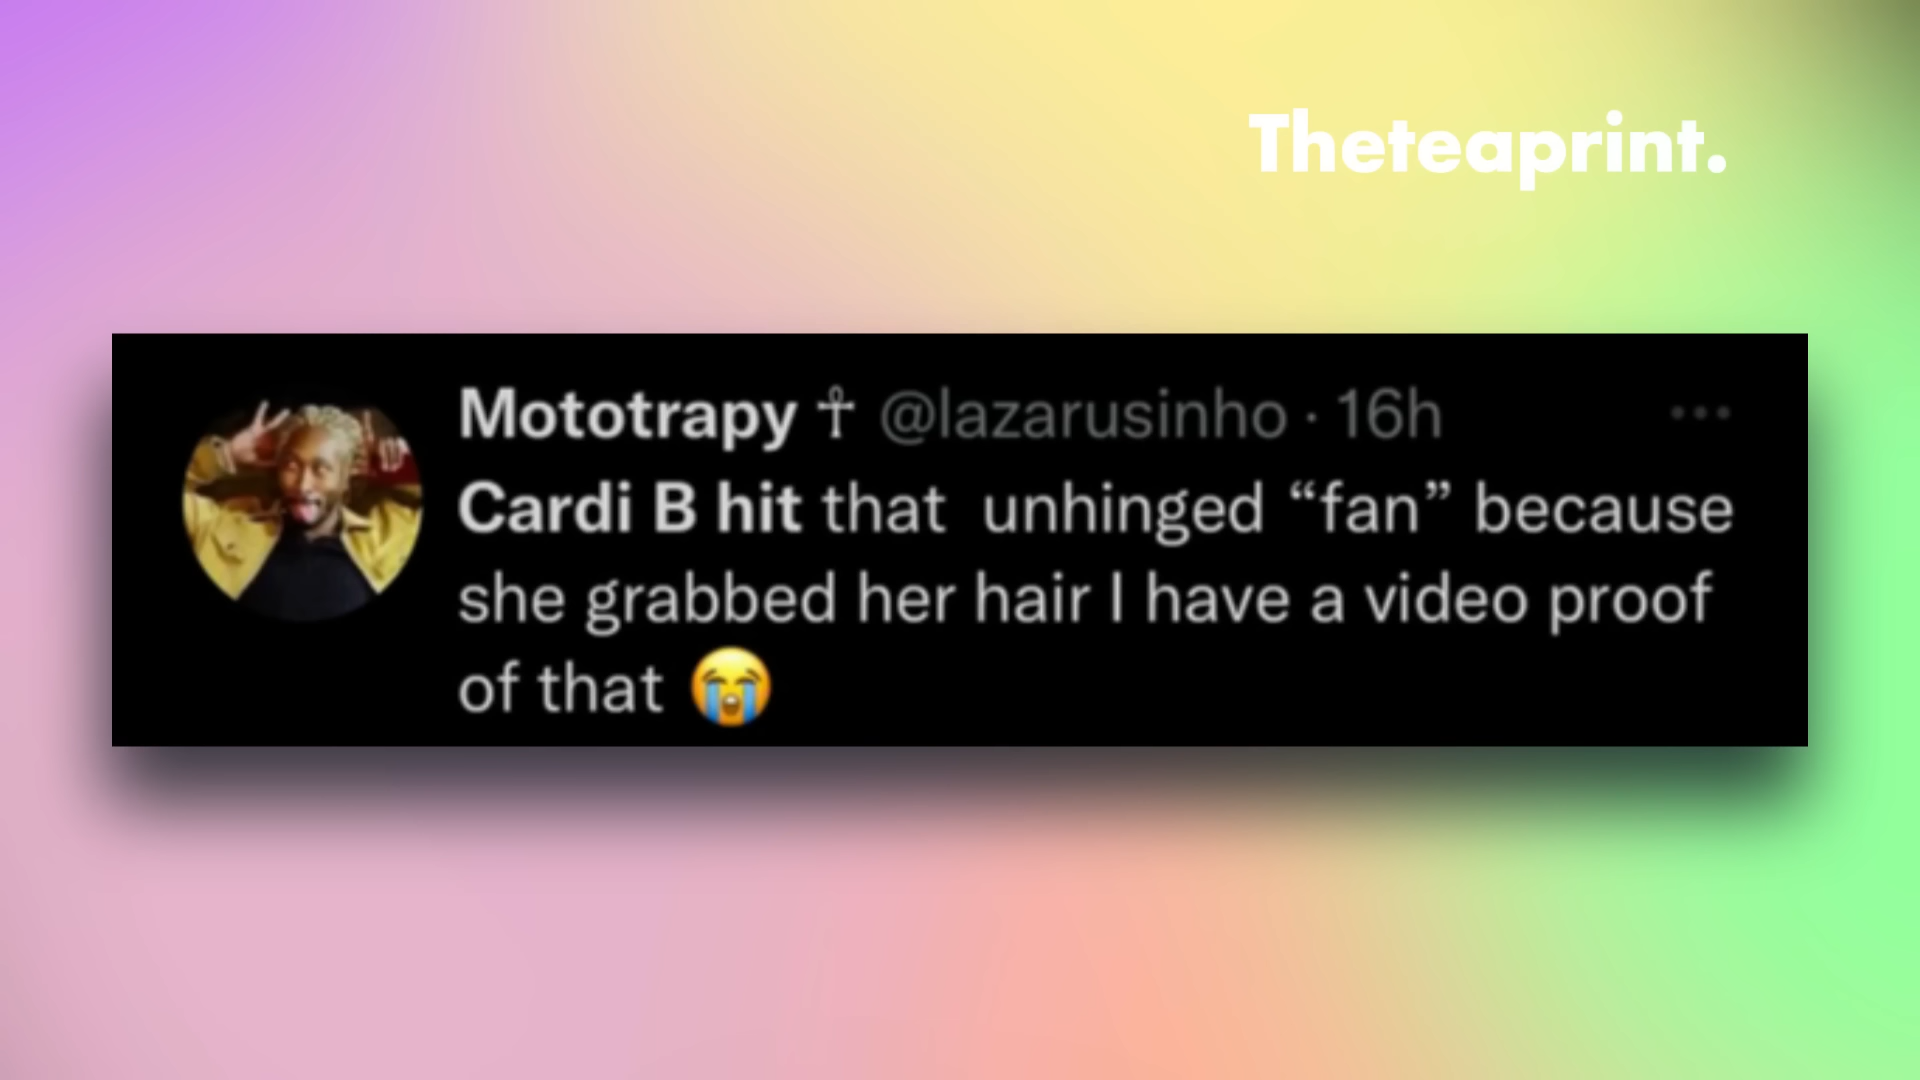 Theteaprint.
Mototrapy ☥ @lazarusinho · 16h
Cardi B hit that  unhinged “fan” because
she grabbed her hair I have a video proof
of that 😭